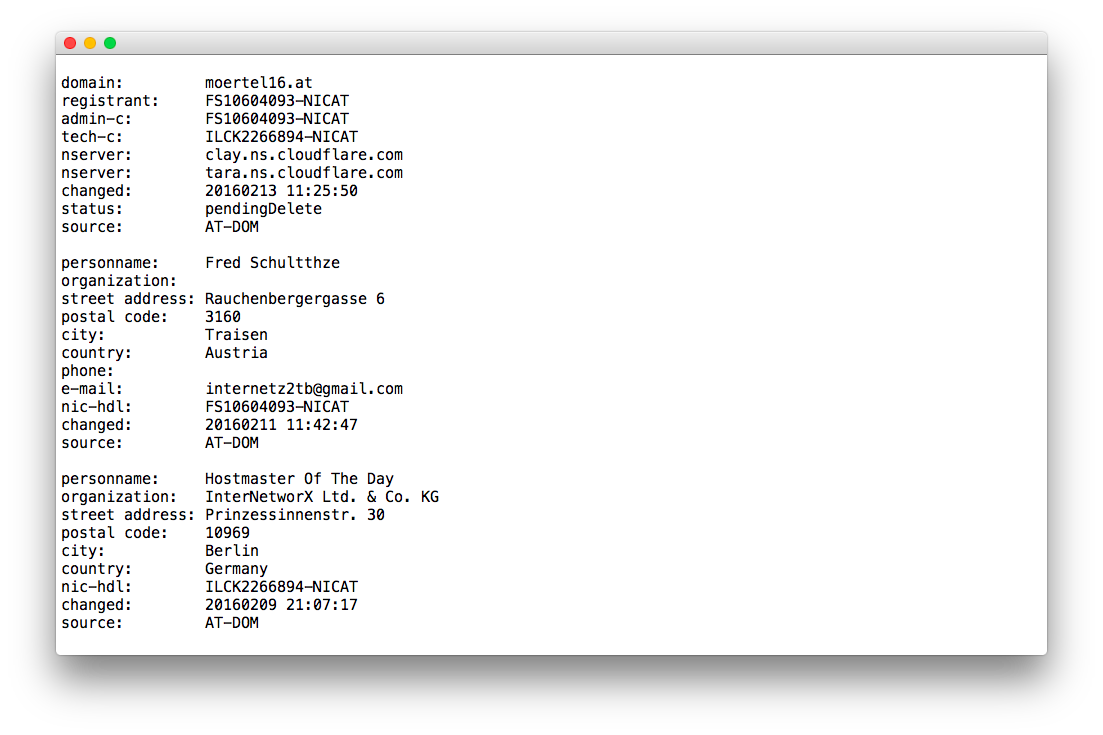 domain: moertel16.at
registrant: FS10604093-NICAT
admin-c: FS10604093-NICAT
tech-c: ILCK2266894-NICAT
nserver: clay.ns.cloudflare.com
nserver: tara.ns.cloudflare.com
changed: 20160213 11:25:50
status: pendingDelete
source: AT-DOM
personname: Fred Schultthze
organization:
street address: Rauchenbergergasse 6
postal code: 3160
city: Traisen
country: Austria
phone:
e-mail: internetz2tb@gmail.com
nic-hdl: FS10604093-NICAT
changed: 20160211 11:42:47
source: AT-DOM
personname: Hostmaster Of The Day
organization: InterNetworX Ltd. & Co. KG
street address: Prinzessinnenstr. 30
postal code: 10969
city: Berlin
country: Germany
nic-hdl: ILCK2266894-NICAT
changed: 20160209 21:07:17
source: AT-DOM